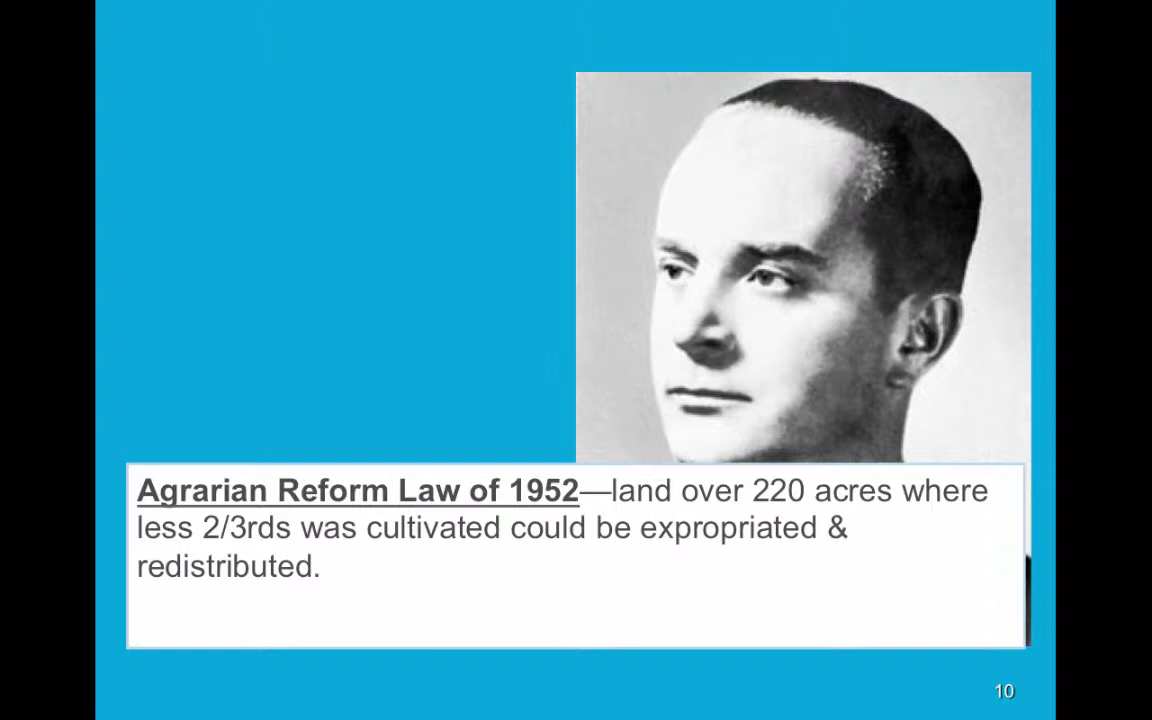 Agrarian Reform Law of 1952—land over 220 acres where
less 2/3rds was cultivated could be expropriated &
redistributed.
10